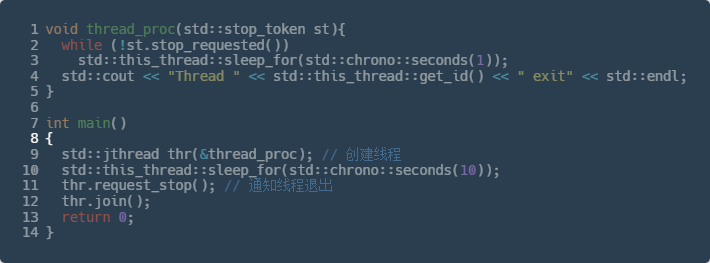 1 void thread_proc(std::stop_token st){
2   while (!st.stop_requested())
3     std::this_thread::sleep_for(std::chrono::seconds(1));
4   std::cout << "Thread " << std::this_thread::get_id() << " exit" << std::endl;
5 }
6
7 int main()
8 {
9   std::jthread thr(&thread_proc); // 创建线程
10   std::this_thread::sleep_for(std::chrono::seconds(10));
11   thr.request_stop(); // 通知线程退出
12   thr.join();
13   return 0;
14 }